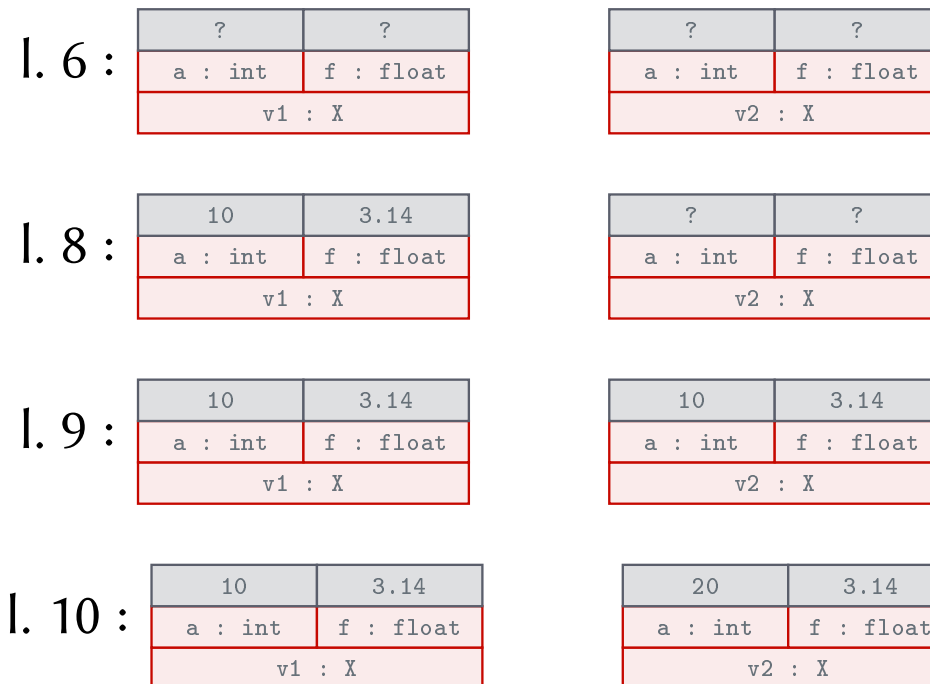 ? ? ? ?
l. 6 : a : int f : float a : int f : float
v1 : X v2 : X
10 3.14 ? ?
l. 8 : a : int f : float a : int f : float
v1 : X v2 : X
10 3.14 10 3.14
l. 9 : a : int f : float a : int f : float
v1 : X v2 : X
10 3.14 20 3.14
l. 10 : a : int f : float a : int f : float
v1 : X v2 : X